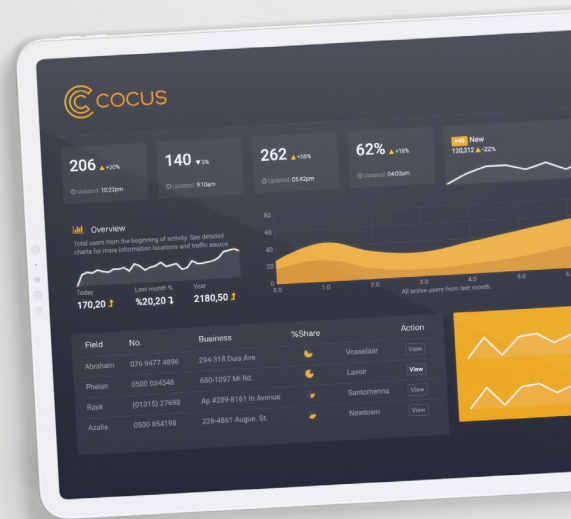 COCUS
206 ▲ +20%
Updated: 10:22pm
140 ▼ 5%
Updated: 9:10am
262 ▲ +56%
Updated: 05:42pm
62% ▲ +18%
Updated: 04:00am
+45 New
120,312 ▲ -22%
Overview
Total users from the beginning of activity. See detailed
charts for more information locations and traffic source
Today Last month % Year
170,20 %20,20 2180,50
80
60
40
20
0
0.0 1.0 2.0 3.0 4.0 5.0 6.
All active users from last month.
Field No. Business %Share Action
Abraham 076 9477 4896 294-318 Duis Ave Vosselaar View
Phelan 0500 034548 680-1097 Mi Rd. Lavoir View
Raya (01315) 27698 Ap #289-8161 In Avenue Santomenna View
Azalia 0500 854198 226-4861 Augue. St. Newtown View